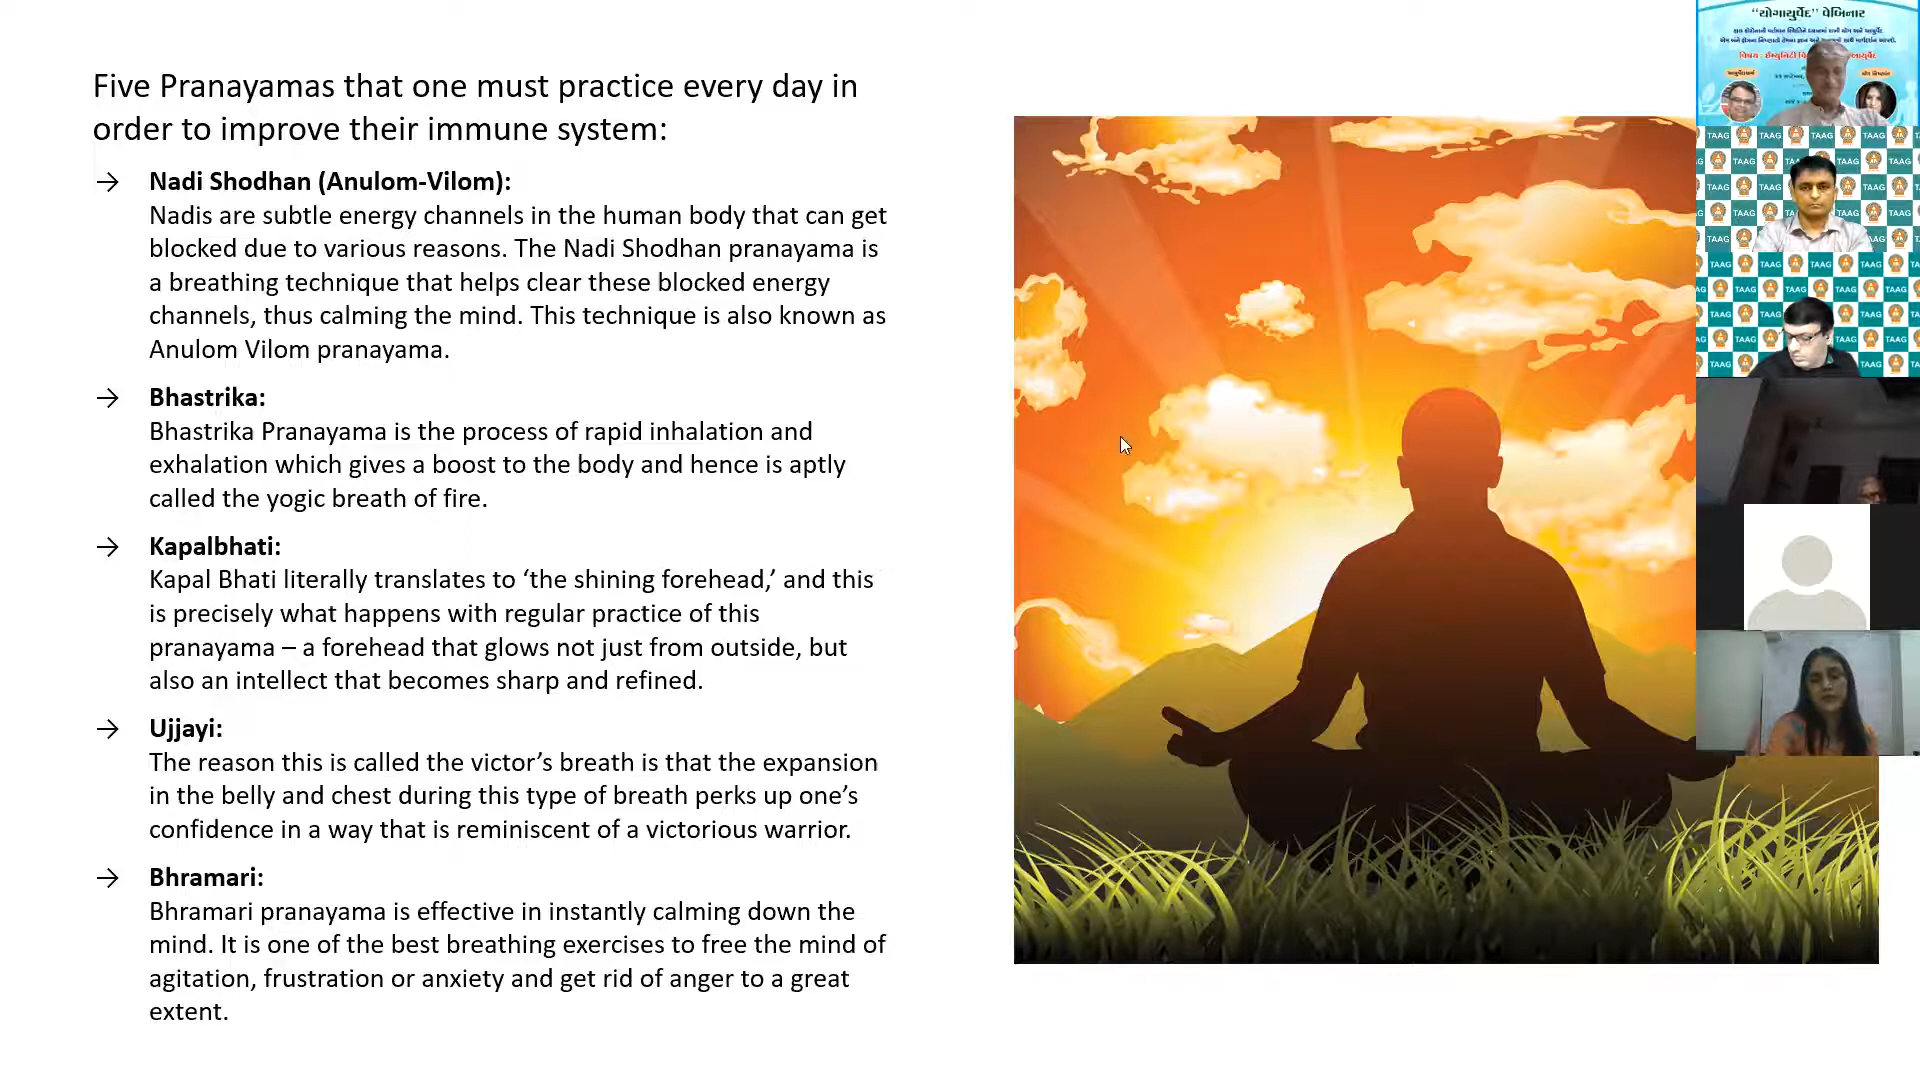 Five Pranayamas that one must practice every day in
order to improve their immune system:
→ Nadi Shodhan (Anulom-Vilom):
Nadis are subtle energy channels in the human body that can get
blocked due to various reasons. The Nadi Shodhan pranayama is
a breathing technique that helps clear these blocked energy
channels, thus calming the mind. This technique is also known as
Anulom Vilom pranayama.
→ Bhastrika:
Bhastrika Pranayama is the process of rapid inhalation and
exhalation which gives a boost to the body and hence is aptly
called the yogic breath of fire.
→ Kapalbhati:
Kapal Bhati literally translates to ‘the shining forehead,’ and this
is precisely what happens with regular practice of this
pranayama – a forehead that glows not just from outside, but
also an intellect that becomes sharp and refined.
→ Ujjayi:
The reason this is called the victor’s breath is that the expansion
in the belly and chest during this type of breath perks up one’s
confidence in a way that is reminiscent of a victorious warrior.
→ Bhramari:
Bhramari pranayama is effective in instantly calming down the
mind. It is one of the best breathing exercises to free the mind of
agitation, frustration or anxiety and get rid of anger to a great
extent.
“યોગાયુર્વેદ” વેબિનાર
TAAG TAAG TAAG TAAG